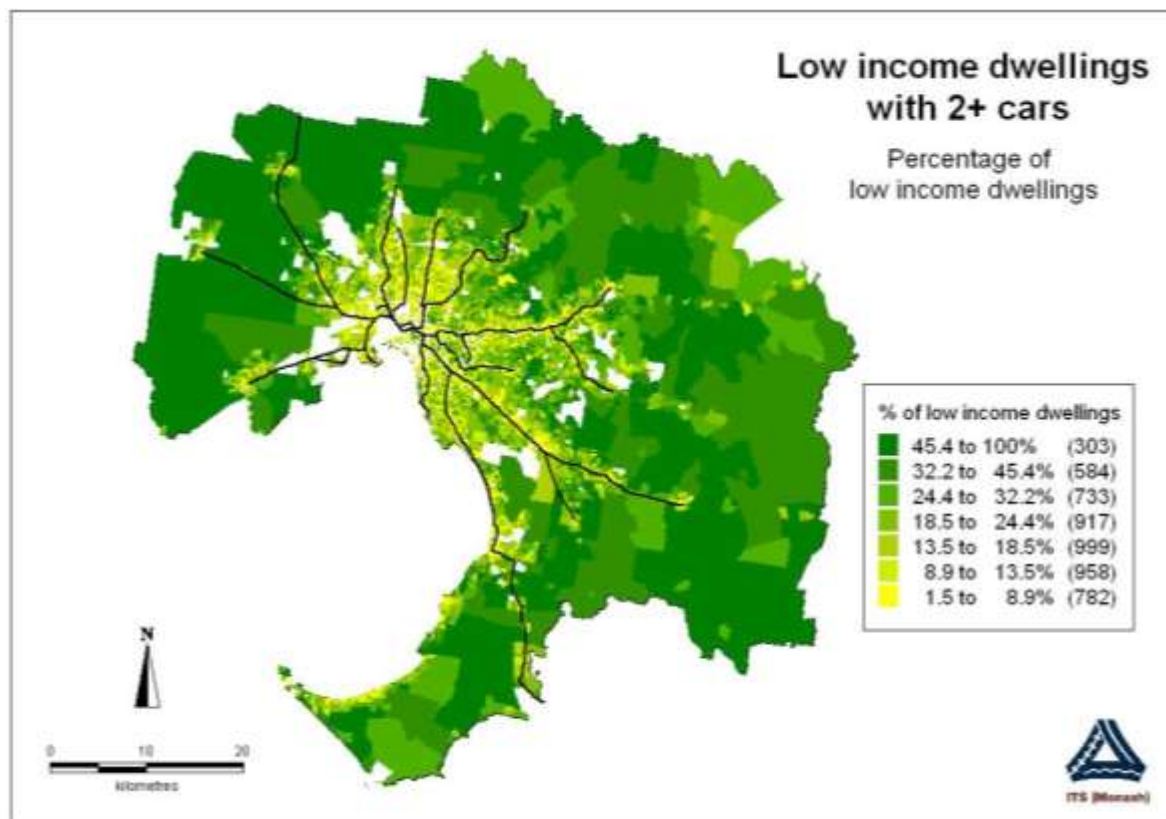 Low income dwellings
with 2+ cars
Percentage of
low income dwellings
% of low income dwellings
45.4 to 100% (303)
32.2 to 45.4% (584)
24.4 to 32.2% (733)
18.5 to 24.4% (917)
13.5 to 18.5% (999)
8.9 to 13.5% (958)
1.5 to 8.9% (782)
N
0 10 20
kilometres
ITS (Monash)